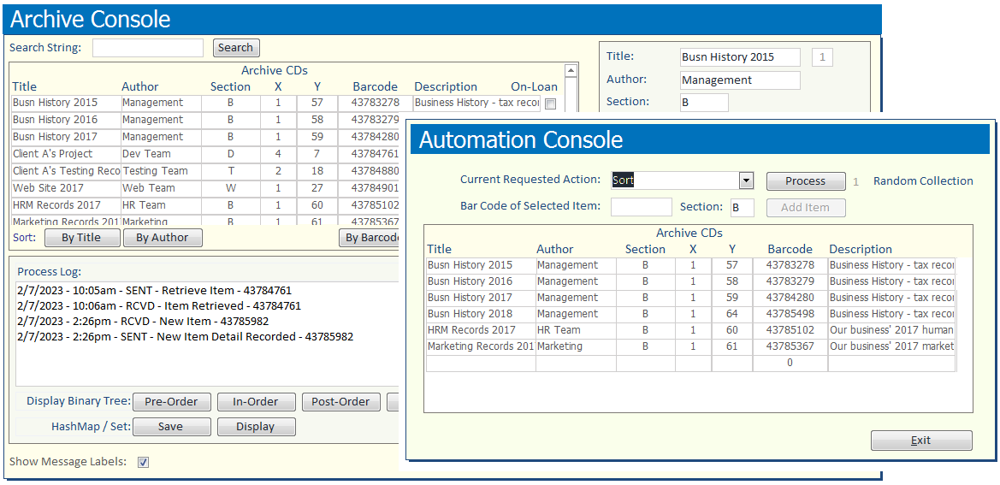 Archive Console
Search String: Search
Archive CDs
Title Author Section X Y Barcode Description On-Loan
Busn History 2015 Management B 1 57 43783278 Business History - tax recor
Busn History 2016 Management B 1 58 43783279
Busn History 2017 Management B 1 59 43784280
Client A's Project Dev Team D 4 7 43784761
Client A's Testing Reco Testing Team T 2 18 43784880
Web Site 2017 Web Team W 1 27 43784901
HRM Records 2017 HR Team B 1 60 43785102
Marketing Records 201 Marketing B 1 61 43785367
Sort: By Title By Author By Barcode
Title: Busn History 2015 1
Author: Management
Section: B
Process Log:
2/7/2023 - 10:05am - SENT - Retrieve Item - 43784761
2/7/2023 - 10:06am - RCVD - Item Retrieved - 43784761
2/7/2023 - 2:26pm - RCVD - New Item - 43785982
2/7/2023 - 2:26pm - SENT - New Item Detail Recorded - 43785982
Display Binary Tree: Pre-Order In-Order Post-Order
HashMap / Set: Save Display
Show Message Labels:
Automation Console
Current Requested Action: Sort Process 1 Random Collection
Bar Code of Selected Item: Section: B Add Item
Archive CDs
Title Author Section X Y Barcode Description
Busn History 2015 Management B 1 57 43783278 Business History - tax recor
Busn History 2016 Management B 1 58 43783279 Business History - tax recor
Busn History 2017 Management B 1 59 43784280 Business History - tax recor
Busn History 2018 Management B 1 64 43785498 Business History - tax recor
HRM Records 2017 HR Team B 1 60 43785102 Our business' 2017 human
Marketing Records 201 Marketing B 1 61 43785367 Our business' 2017 market
0
Exit